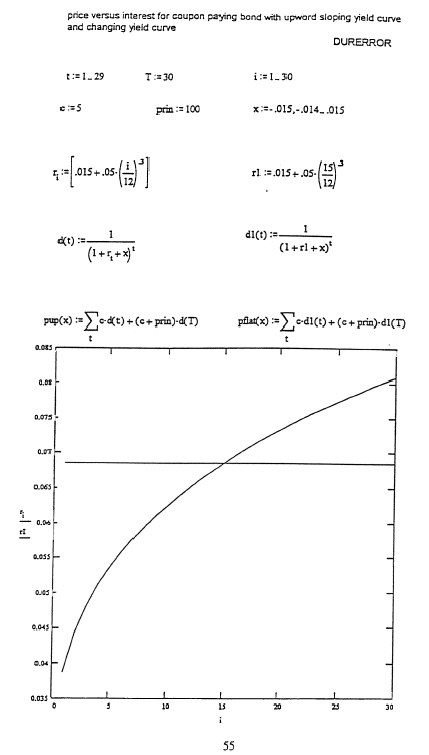 price versus interest for coupon paying bond with upword sloping yield curve
and changing yield curve
DURERROR
t := 1 .. 29 T := 30 i := 1 .. 30
c := 5 prin := 100 x := -.015, -.014 .. .015
r_i := [.015 + .05·(i/12)^.3] r1 := .015 + .05·(15/12)^.3
d(t) := 1/(1 + r_t + x)^t d1(t) := 1/(1 + r1 + x)^t
pup(x) := ∑_t c·d(t) + (c + prin)·d(T) pflat(x) := ∑_t c·d1(t) + (c + prin)·d1(T)
0.085
0.08
0.075
0.07
0.065
0.06
0.055
0.05
0.045
0.04
0.035
r_i
r1
0 5 10 15 20 25 30
i
55